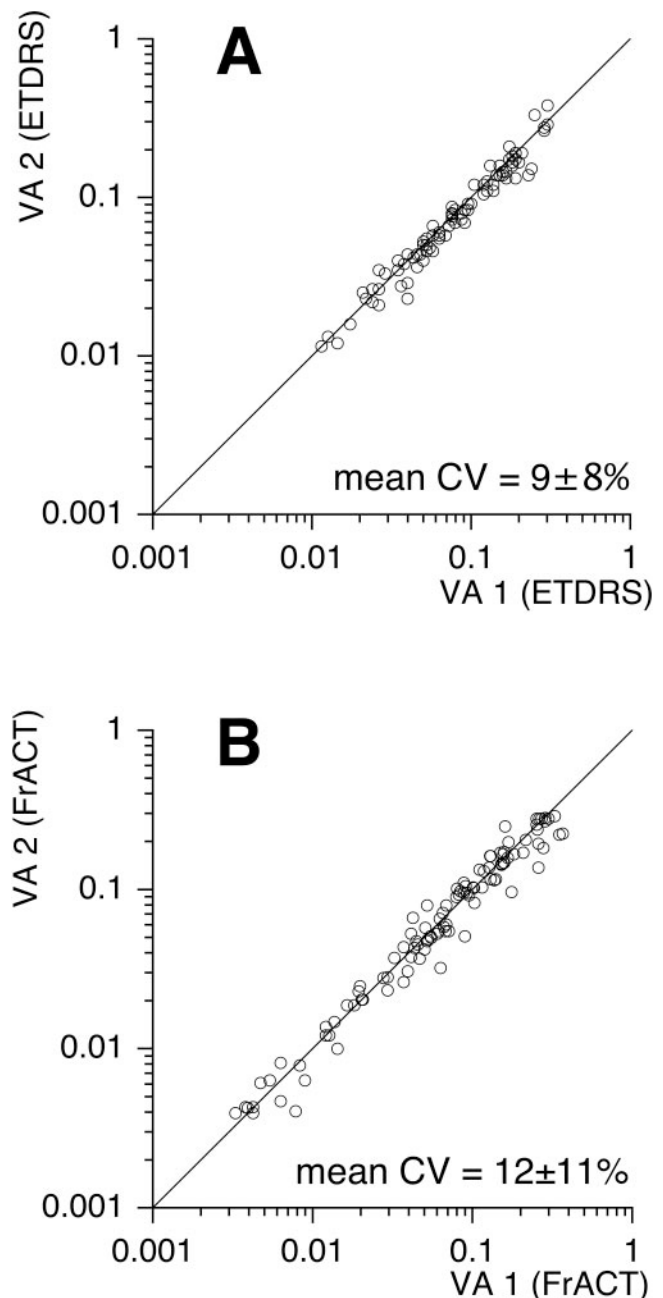 A
VA 2 (ETDRS)
1
0.1
0.01
0.001
mean CV = 9±8%
0.001 0.01 0.1 1
VA 1 (ETDRS)
B
VA 2 (FrACT)
1
0.1
0.01
0.001
mean CV = 12±11%
0.001 0.01 0.1 1
VA 1 (FrACT)